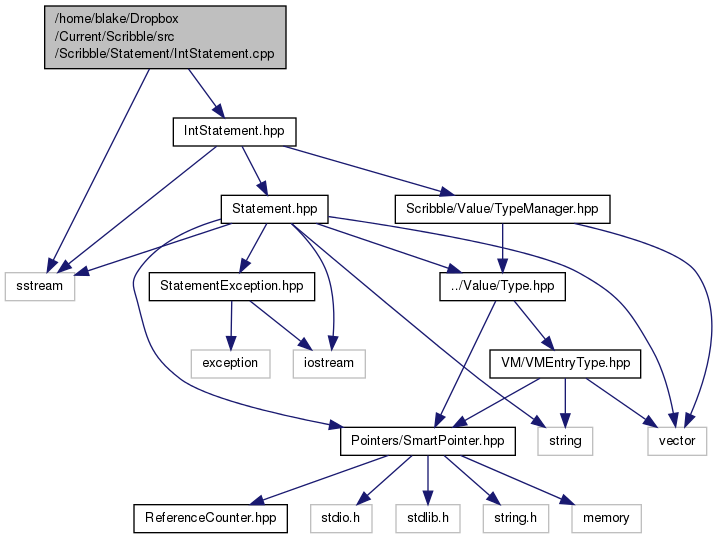 /home/blake/Dropbox
/Current/Scribble/src
/Scribble/Statement/IntStatement.cpp
IntStatement.hpp
Statement.hpp
Scribble/Value/TypeManager.hpp
sstream
StatementException.hpp
../Value/Type.hpp
exception
iostream
VM/VMEntryType.hpp
Pointers/SmartPointer.hpp
string
vector
ReferenceCounter.hpp
stdio.h
stdlib.h
string.h
memory